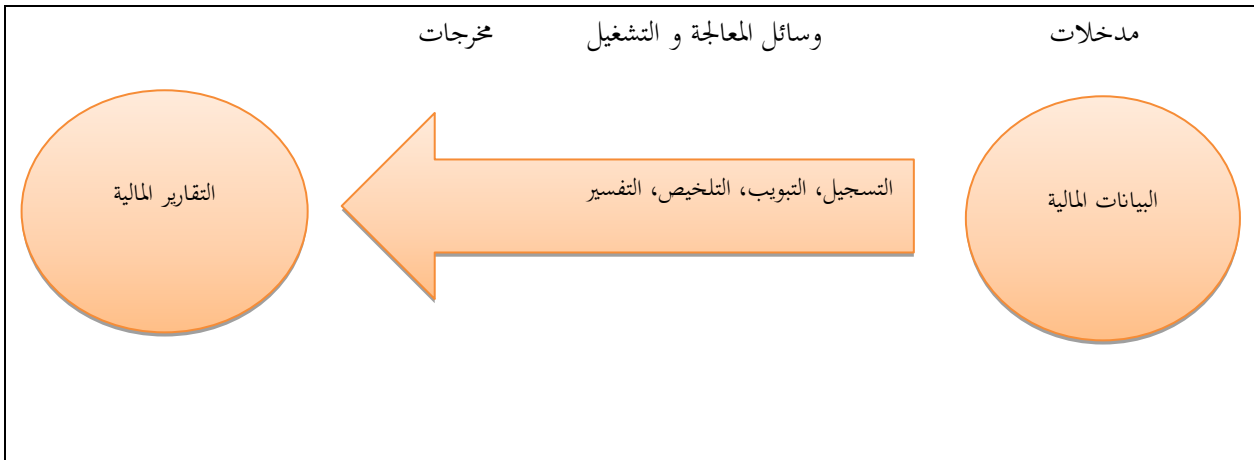 مدخلات وسائل المعالجة و التشغيل مخرجات
البيانات المالية
التسجيل، التبويب، التلخيص، التفسير
التقارير المالية